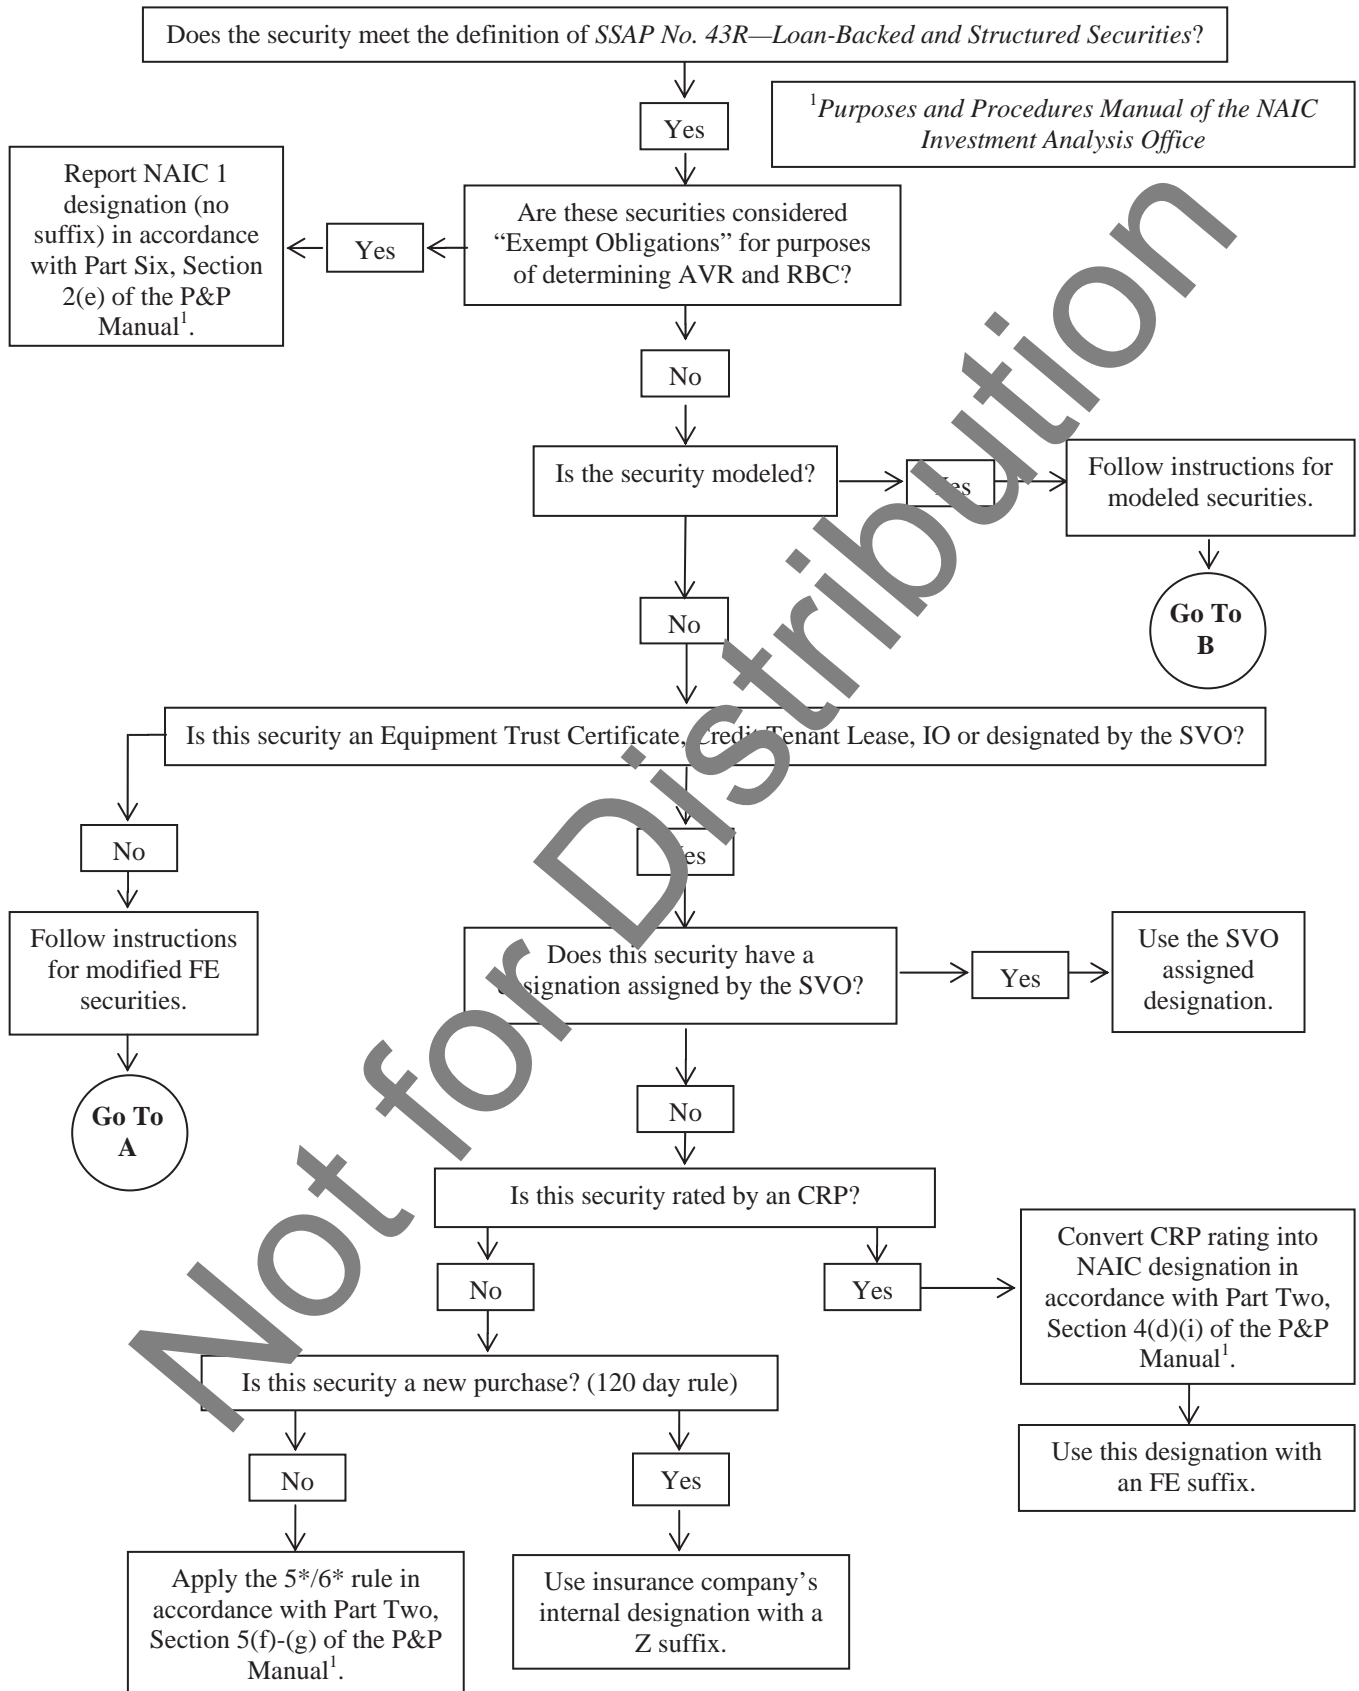 Does the security meet the definition of SSAP No. 43R—Loan-Backed and Structured Securities?
Yes
¹Purposes and Procedures Manual of the NAIC
Investment Analysis Office
Report NAIC 1
designation (no
suffix) in accordance
with Part Six, Section
2(e) of the P&P
Manual¹.
Yes
Are these securities considered
“Exempt Obligations” for purposes
of determining AVR and RBC?
No
Is the security modeled?
Yes
Follow instructions for
modeled securities.
No
Go To
B
Is this security an Equipment Trust Certificate, Credit Tenant Lease, IO or designated by the SVO?
No
Yes
Follow instructions
for modified FE
securities.
Does this security have a
designation assigned by the SVO?
Yes
Use the SVO
assigned
designation.
Go To
A
No
Is this security rated by an CRP?
No
Yes
Convert CRP rating into
NAIC designation in
accordance with Part Two,
Section 4(d)(i) of the P&P
Manual¹.
Is this security a new purchase? (120 day rule)
Use this designation with
an FE suffix.
No
Yes
Apply the 5*/6* rule in
accordance with Part Two,
Section 5(f)-(g) of the P&P
Manual¹.
Use insurance company’s
internal designation with a
Z suffix.
Not for Distribution